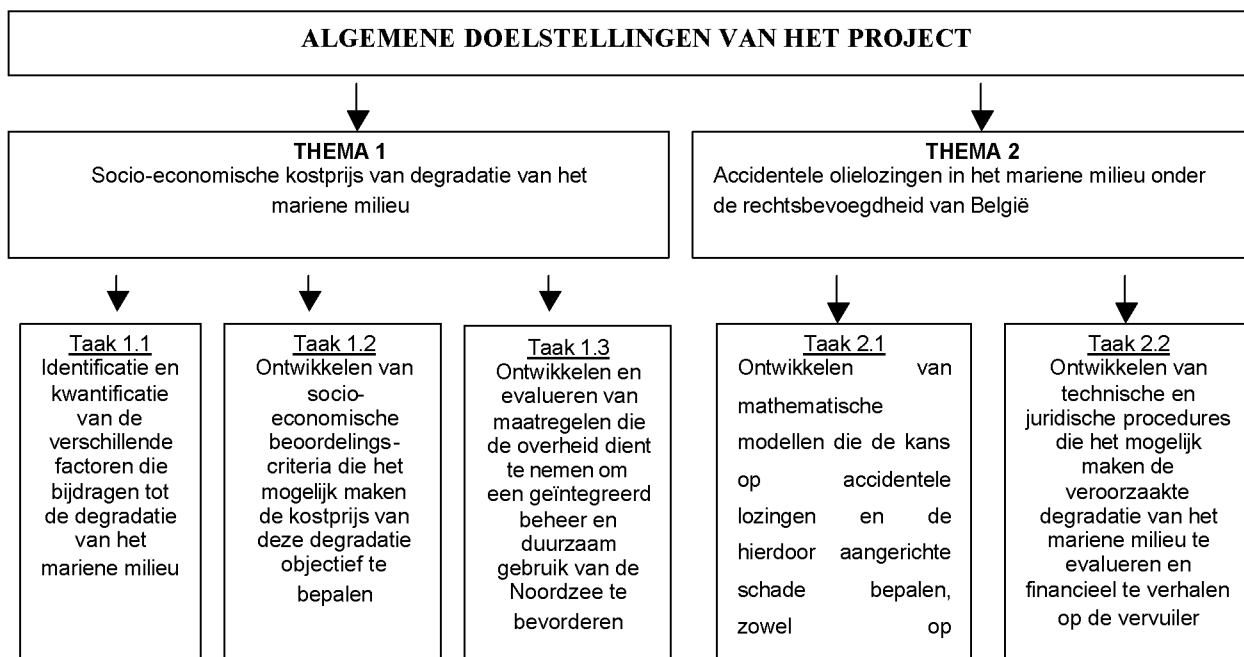 ALGEMENE DOELSTELLINGEN VAN HET PROJECT
THEMA 1
Socio-economische kostprijs van degradatie van het
mariene milieu
THEMA 2
Accidentele olielozingen in het mariene milieu onder
de rechtsbevoegdheid van België
Taak 1.1
Identificatie en
kwantificatie
van de
verschillende
factoren die
bijdragen tot
de degradatie
van het
mariene milieu
Taak 1.2
Ontwikkelen van
socio-
economische
beoordelings-
criteria die het
mogelijk maken
de kostprijs van
deze degradatie
objectief te
bepalen
Taak 1.3
Ontwikkelen en
evalueren van
maatregelen die
de overheid dient
te nemen om
een geïntegreerd
beheer en
duurzaam
gebruik van de
Noordzee te
bevorderen
Taak 2.1
Ontwikkelen van
mathematische
modellen die de kans
op accidentele
lozingen en de
hierdoor aangerichte
schade bepalen,
zowel op
Taak 2.2
Ontwikkelen van
technische en
juridische procedures
die het mogelijk
maken de
veroorzaakte
degradatie van het
mariene milieu te
evalueren en
financieel te verhalen
op de vervuiler